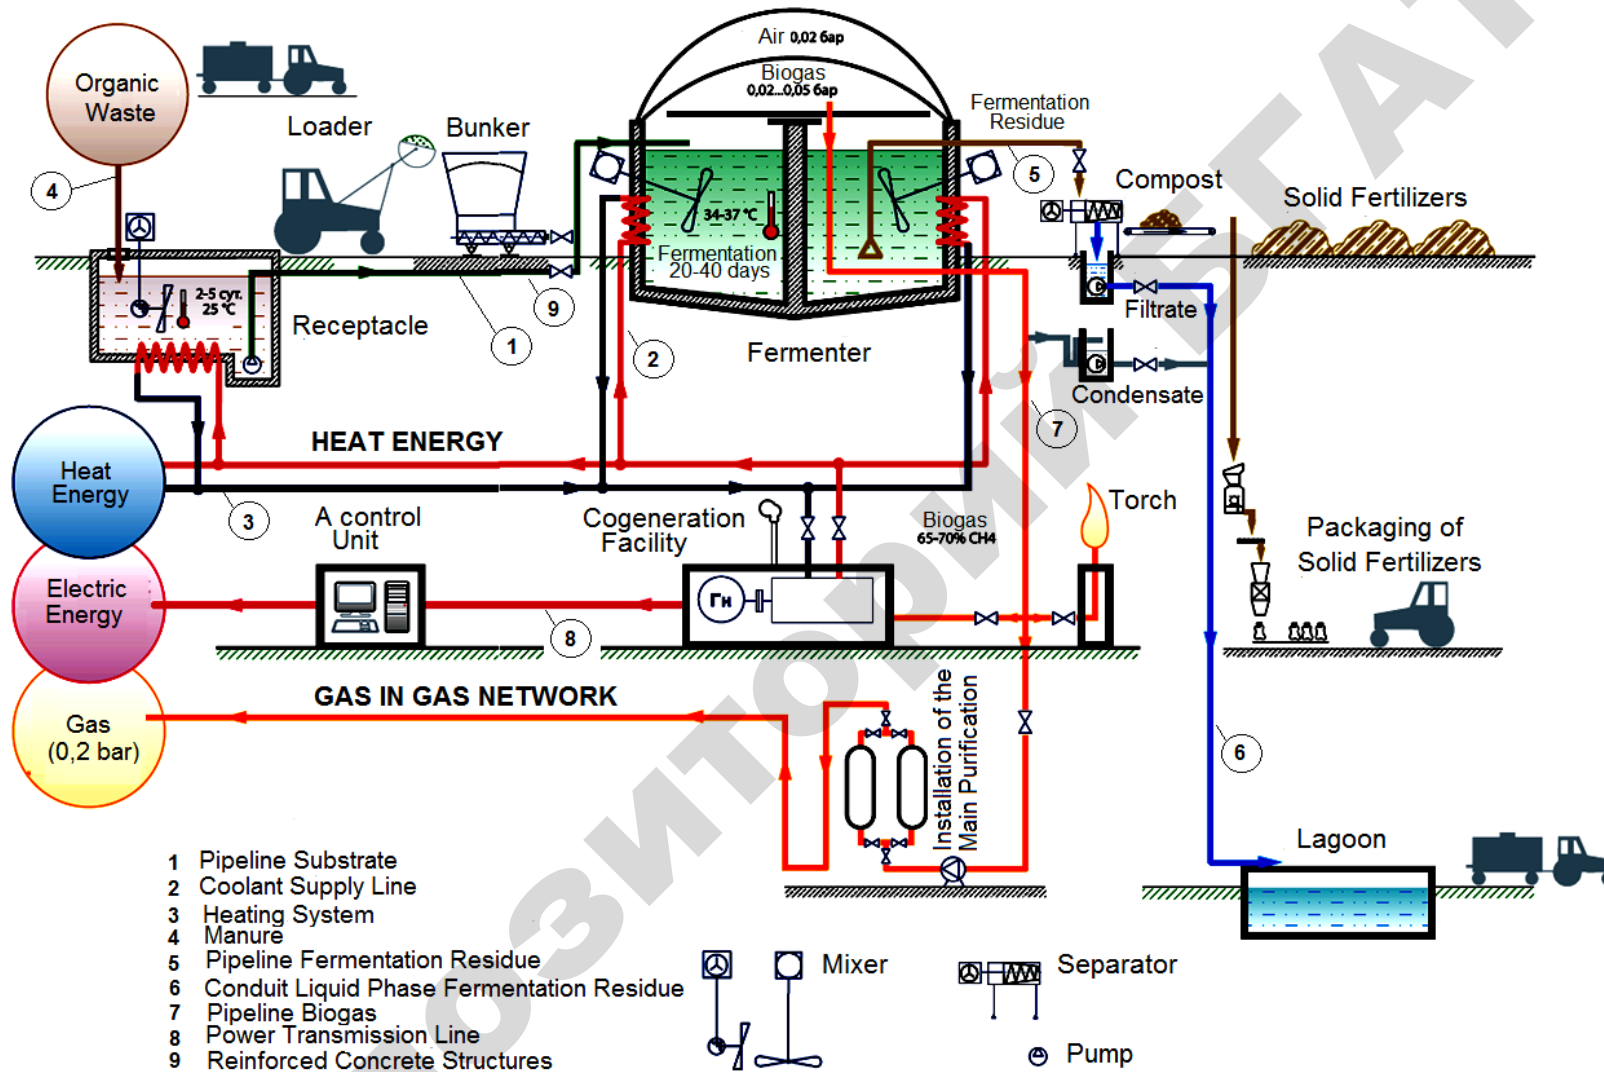 Air 0,02 бар
Biogas
0,02...0,05 бар
Organic
Waste
Loader
Bunker
Fermentation
Residue
4
5
Compost
Solid Fertilizers
34-37 °C
Fermentation
20-40 days
2-5 сут.
25 °C
Receptacle
9
1
2
Fermenter
Filtrate
Condensate
7
HEAT ENERGY
Heat
Energy
3
A control
Unit
Cogeneration
Facility
Biogas
65-70% CH4
Torch
Packaging of
Solid Fertilizers
Electric
Energy
Гн
8
GAS IN GAS NETWORK
Gas
(0,2 bar)
Installation of the
Main Purification
6
Lagoon
1 Pipeline Substrate
2 Coolant Supply Line
3 Heating System
4 Manure
5 Pipeline Fermentation Residue
6 Conduit Liquid Phase Fermentation Residue
7 Pipeline Biogas
8 Power Transmission Line
9 Reinforced Concrete Structures
Mixer
Separator
Pump
позиторий БГАТ